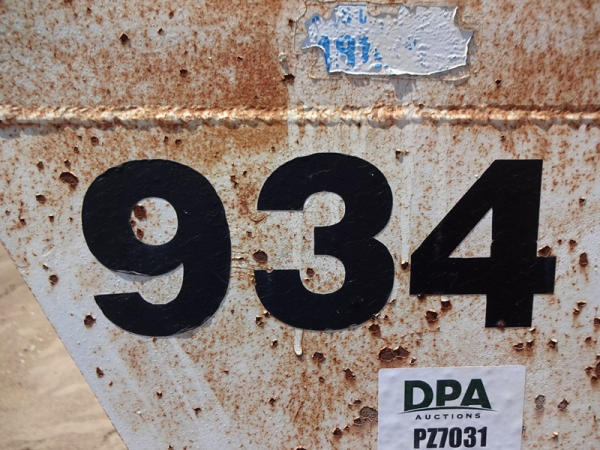 934
DPA
AUCTIONS
PZ7031